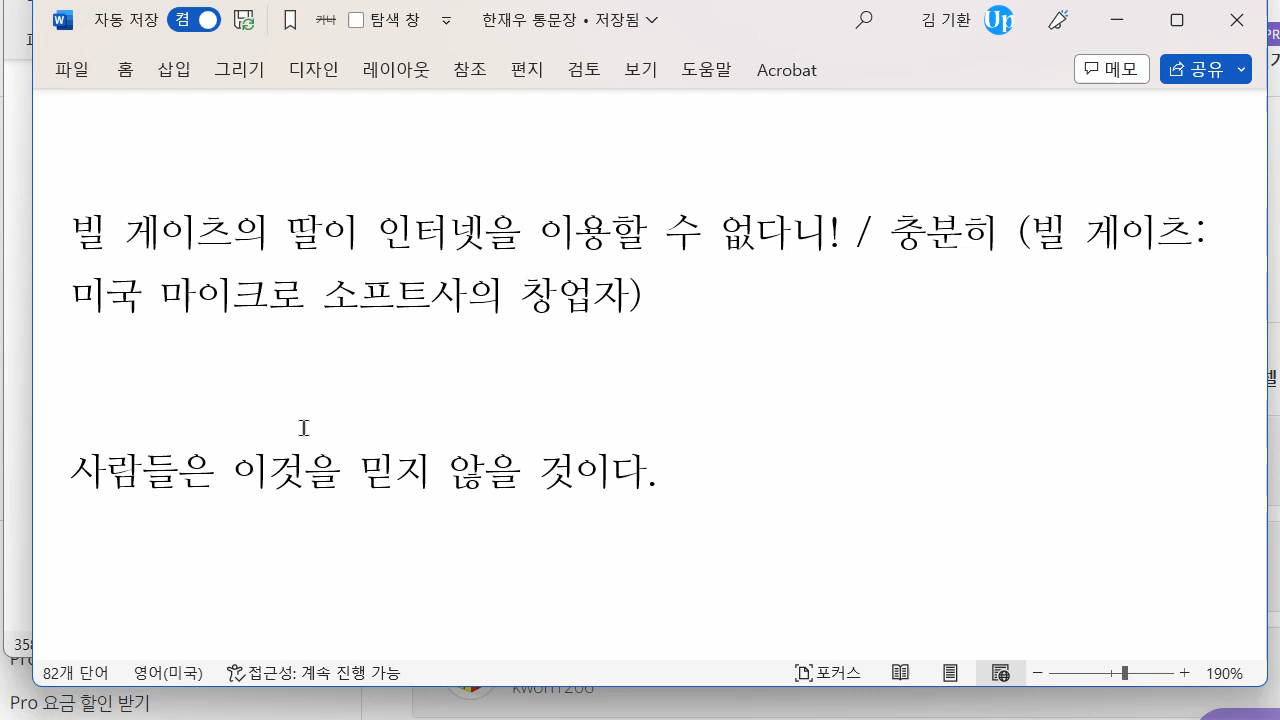 자동 저장 켬 가나 탐색 창 한재우 통문장 • 저장됨 김 기환 Up
파일 홈 삽입 그리기 디자인 레이아웃 참조 편지 검토 보기 도움말 Acrobat 메모 공유
빌 게이츠의 딸이 인터넷을 이용할 수 없다니! / 충분히 (빌 게이츠:
미국 마이크로 소프트사의 창업자)
사람들은 이것을 믿지 않을 것이다.
82개 단어 영어(미국) 접근성: 계속 진행 가능 포커스 190%
Pro 요금 할인 받기